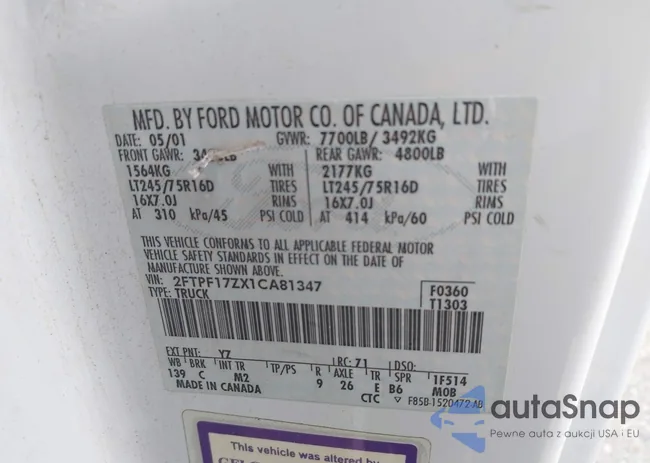 MFD. BY FORD MOTOR CO. OF CANADA, LTD.
DATE: 05/01 GVWR: 7700LB/3492KG
FRONT GAWR: REAR GAWR: 4800LB
1564KG WITH 2177KG WITH
LT245/75R16D TIRES LT245/75R16D TIRES
16X7.0J RIMS 16X7.0J RIMS
AT 310 kPa/45 PSI COLD AT 414 kPa/60 PSI COLD
THIS VEHICLE CONFORMS TO ALL APPLICABLE FEDERAL MOTOR
VEHICLE SAFETY STANDARDS IN EFFECT ON THE DATE OF
MANUFACTURE SHOWN ABOVE.
VIN: 2FTPF17ZX1CA81347 F0360
TYPE: TRUCK T1303
EXT PNT: YZ RC: 71 DSO:
WB BRK INT TR TP/PS R AXLE TR SPR 1F514
139 C M2 9 26 E B6 MOB
MADE IN CANADA CTC ▽ F85B-1520472-AB
This vehicle was altered by
autaSnap
Pewne auta z aukcji USA i EU